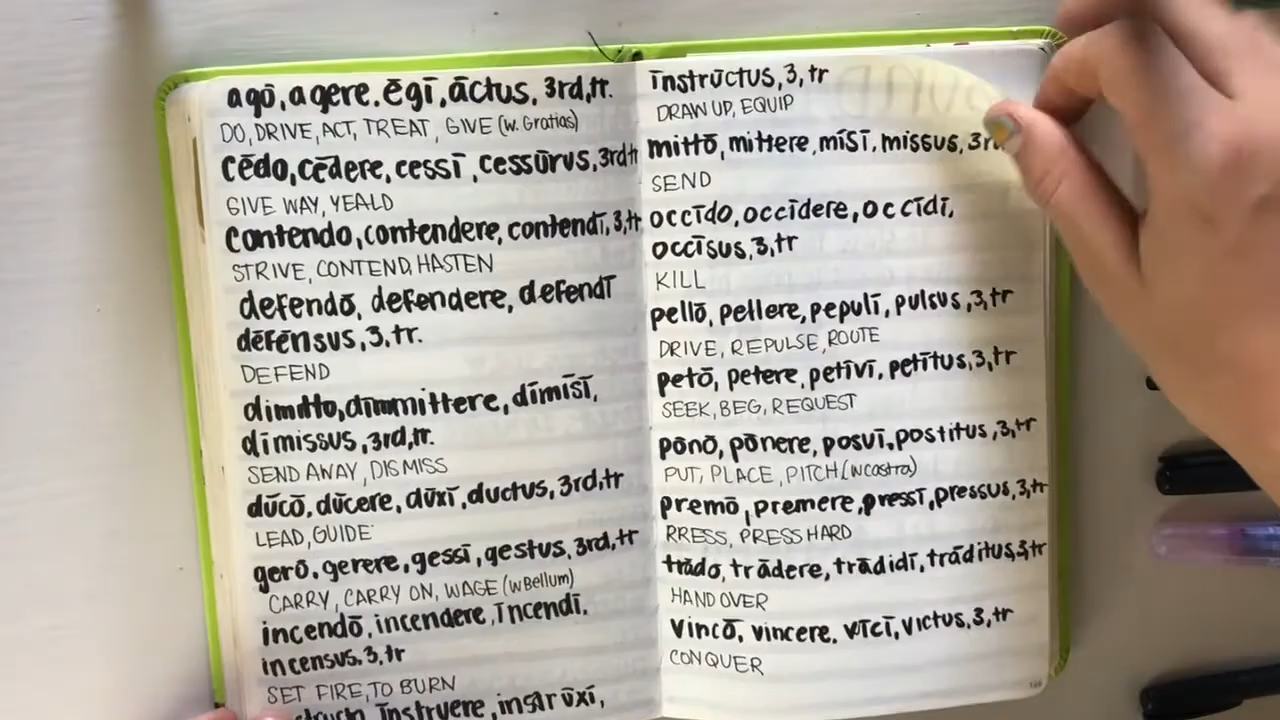 agō, agere, ēgī, āctus, 3rd, tr.
DO, DRIVE, ACT, TREAT, GIVE (w. Gratias)
cēdo, cēdere, cessī, cessūrus, 3rd tr
GIVE WAY, YEALD
contendo, contendere, contendī, 3, tr
STRIVE, CONTEND, HASTEN
defendō, defendere, defendī
dēfēnsus, 3, tr.
DEFEND
dimitto, dīmmittere, dīmīsī,
dīmissus, 3rd, tr.
SEND AWAY, DISMISS
dūcō, dūcere, dūxī, ductus, 3rd, tr
LEAD, GUIDE
gerō, gerere, gessī, gestus, 3rd, tr
CARRY, CARRY ON, WAGE (w Bellum)
incendō, incendere, īncendī,
incensus, 3, tr
SET FIRE, TO BURN
īnstruere, instrūxī,
īnstrūctus, 3, tr
DRAW UP, EQUIP
mittō, mittere, mīsī, missus,
SEND
occīdo, occīdere, occīdī,
occīsus, 3, tr
KILL
pellō, pellere, pepulī, pulsus, 3, tr
DRIVE, REPULSE, ROUTE
petō, petere, petīvī, petītus, 3, tr
SEEK, BEG, REQUEST
pōnō, pōnere, posuī, postitus, 3, tr
PUT, PLACE, PITCH (w castra)
premō, premere, pressī, pressus, 3, tr
RRESS, PRESS HARD
trādo, trādere, trādidī, trāditus, 3, tr
HAND OVER
vincō, vincere, vīcī, victus, 3, tr
CONQUER